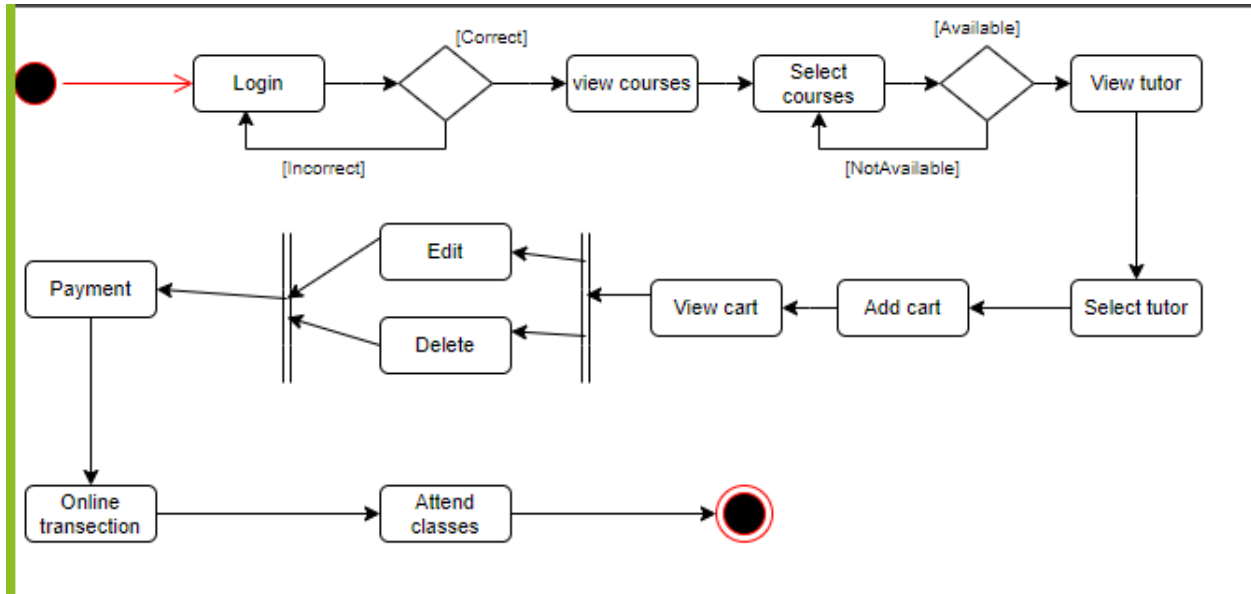 [Correct]
[Available]
Login
view courses
Select
courses
View tutor
[Incorrect]
[NotAvailable]
Edit
Payment
View cart
Add cart
Select tutor
Delete
Online
transection
Attend
classes